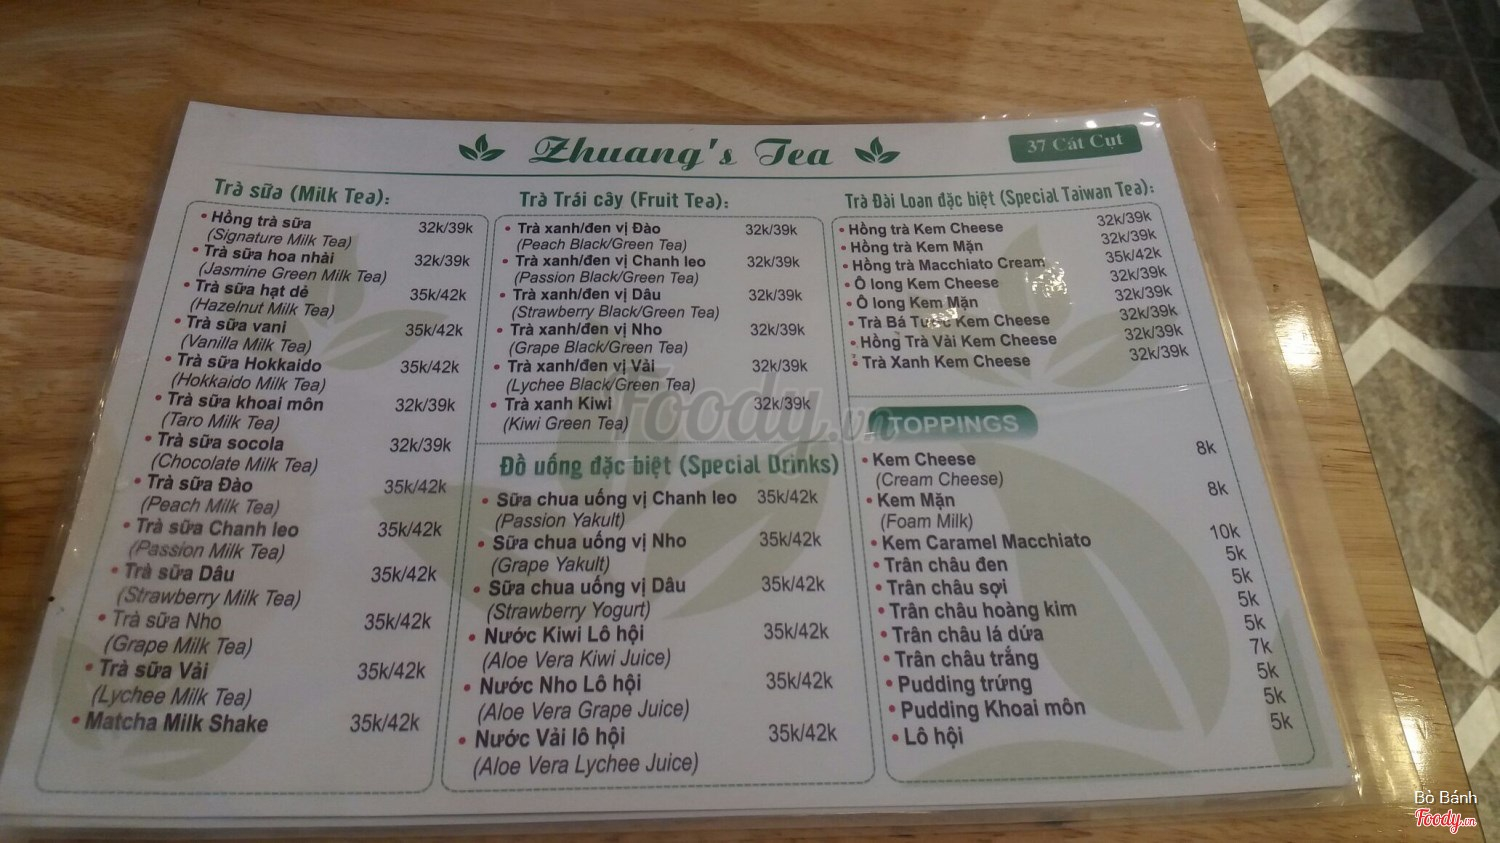 Zhuang's Tea
37 Cát Cụt
Trà sữa (Milk Tea):
• Hồng trà sữa 32k/39k
(Signature Milk Tea)
• Trà sữa hoa nhài 32k/39k
(Jasmine Green Milk Tea)
• Trà sữa hạt dẻ 35k/42k
(Hazelnut Milk Tea)
• Trà sữa vani 35k/42k
(Vanilla Milk Tea)
• Trà sữa Hokkaido 35k/42k
(Hokkaido Milk Tea)
• Trà sữa khoai môn 32k/39k
(Taro Milk Tea)
• Trà sữa socola 32k/39k
(Chocolate Milk Tea)
• Trà sữa Đào 35k/42k
(Peach Milk Tea)
• Trà sữa Chanh leo 35k/42k
(Passion Milk Tea)
• Trà sữa Dâu 35k/42k
(Strawberry Milk Tea)
• Trà sữa Nho 35k/42k
(Grape Milk Tea)
• Trà sữa Vải 35k/42k
(Lychee Milk Tea)
• Matcha Milk Shake 35k/42k
Trà Trái cây (Fruit Tea):
• Trà xanh/đen vị Đào 32k/39k
(Peach Black/Green Tea)
• Trà xanh/đen vị Chanh leo 32k/39k
(Passion Black/Green Tea)
• Trà xanh/đen vị Dâu 32k/39k
(Strawberry Black/Green Tea)
• Trà xanh/đen vị Nho 32k/39k
(Grape Black/Green Tea)
• Trà xanh/đen vị Vải 32k/39k
(Lychee Black/Green Tea)
• Trà xanh Kiwi 32k/39k
(Kiwi Green Tea)
Đồ uống đặc biệt (Special Drinks)
• Sữa chua uống vị Chanh leo 35k/42k
(Passion Yakult)
• Sữa chua uống vị Nho 35k/42k
(Grape Yakult)
• Sữa chua uống vị Dâu 35k/42k
(Strawberry Yogurt)
• Nước Kiwi Lô hội 35k/42k
(Aloe Vera Kiwi Juice)
• Nước Nho Lô hội 35k/42k
(Aloe Vera Grape Juice)
• Nước Vải lô hội 35k/42k
(Aloe Vera Lychee Juice)
Trà Đài Loan đặc biệt (Special Taiwan Tea):
• Hồng trà Kem Cheese 32k/39k
• Hồng trà Kem Mặn 32k/39k
• Hồng trà Macchiato Cream 35k/42k
• Ô long Kem Cheese 32k/39k
• Ô long Kem Mặn 32k/39k
• Trà Bá Tước Kem Cheese 32k/39k
• Hồng Trà Vải Kem Cheese 32k/39k
• Trà Xanh Kem Cheese 32k/39k
TOPPINGS
• Kem Cheese 8k
(Cream Cheese)
• Kem Mặn 8k
(Foam Milk)
• Kem Caramel Macchiato 10k
• Trân châu đen 5k
• Trân châu sợi 5k
• Trân châu hoàng kim 5k
• Trân châu lá dứa 5k
• Trân châu trắng 7k
• Pudding trứng 5k
• Pudding Khoai môn 5k
• Lô hội 5k
Foody.vn
Bò Bánh
Foody.vn